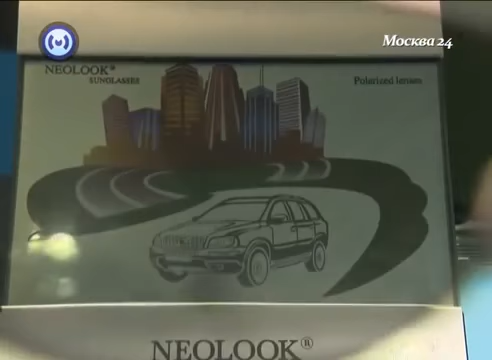 Москва 24
NEOLOOK®
SUNGLASSES
Polarized lenses
NEOLOOK®